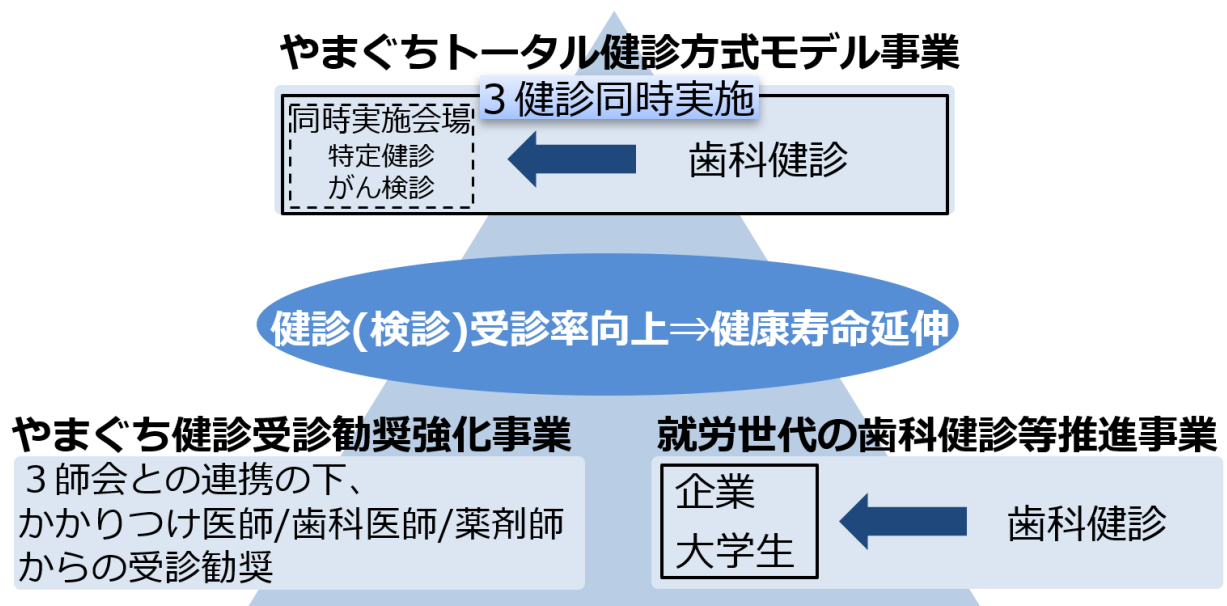 やまぐちトータル健診方式モデル事業
３健診同時実施
同時実施会場
特定健診
がん検診
歯科健診
健診(検診)受診率向上⇒健康寿命延伸
やまぐち健診受診勧奨強化事業
３師会との連携の下、
かかりつけ医師/歯科医師/薬剤師
からの受診勧奨
就労世代の歯科健診等推進事業
企業
大学生
歯科健診